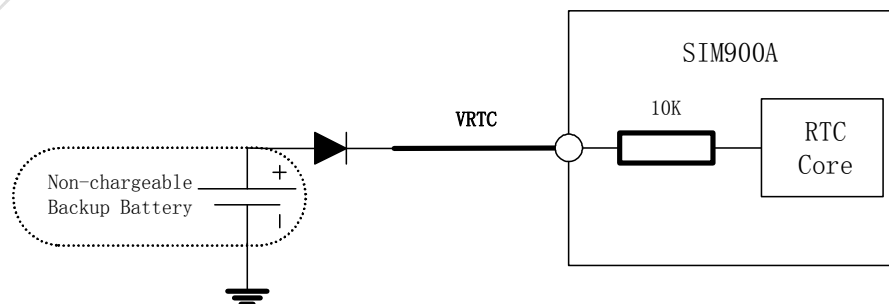 SIM900A
VRTC
10K
RTC
Core
Non-chargeable
Backup Battery
+
-